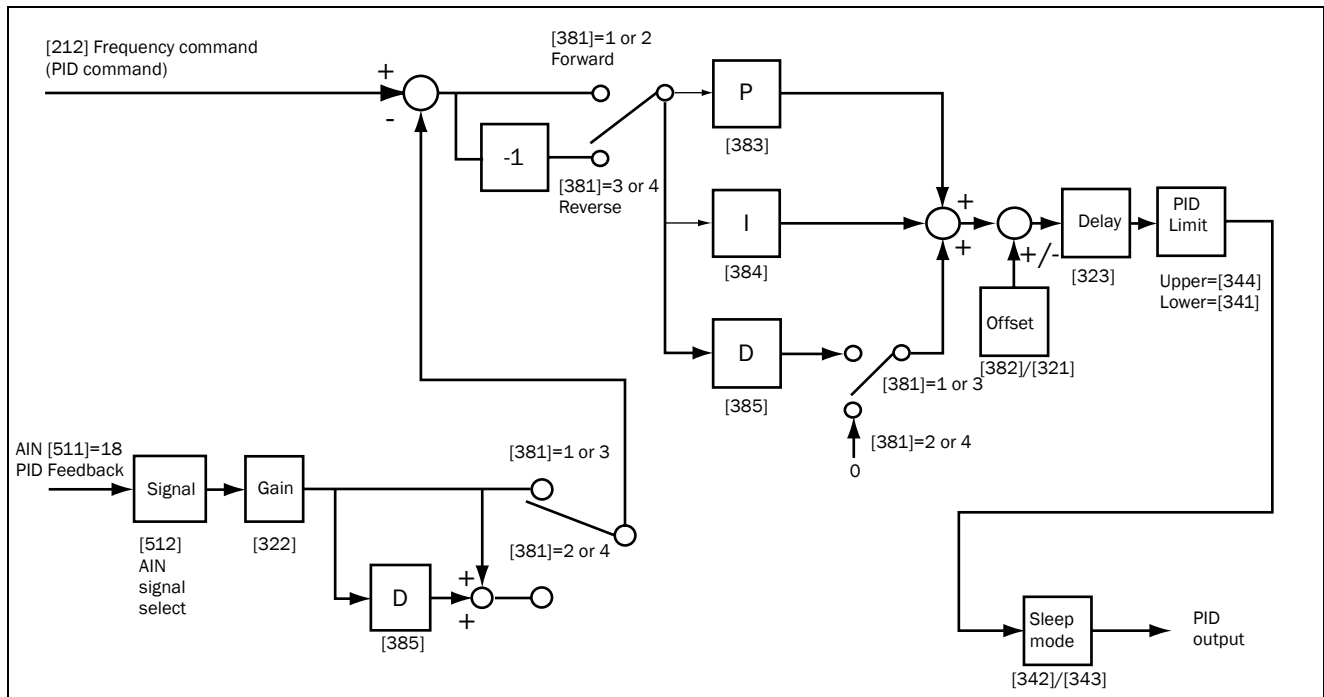 [212] Frequency command
(PID command)
+
-
[381]=1 or 2
Forward
-1
[381]=3 or 4
Reverse
P
[383]
I
[384]
D
[385]
+
+
[381]=1 or 3
[381]=2 or 4
0
+/-
Offset
[382]/[321]
Delay
[323]
PID
Limit
Upper=[344]
Lower=[341]
AIN [511]=18
PID Feedback
Signal
[512]
AIN
signal
select
Gain
[322]
[381]=1 or 3
[381]=2 or 4
D
[385]
+
+
Sleep
mode
[342]/[343]
PID
output